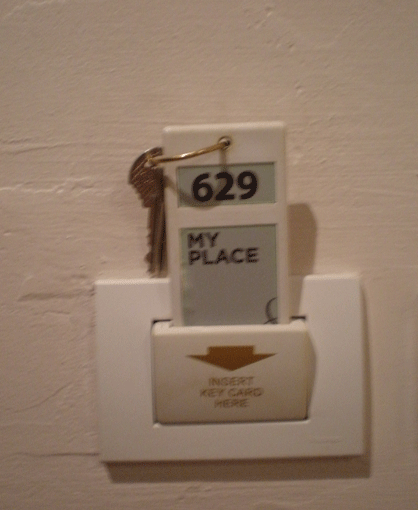 629
MY
PLACE
INSERT
KEY CARD
HERE